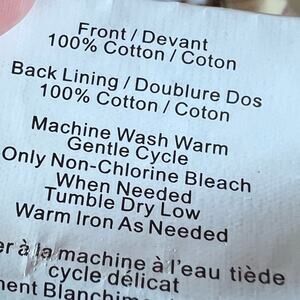 Front / Devant
100% Cotton / Coton
Back Lining / Doublure Dos
100% Cotton / Coton
Machine Wash Warm
Gentle Cycle
Only Non-Chlorine Bleach
When Needed
Tumble Dry Low
Warm Iron As Needed
à la machine à l'eau tiède
cycle délicat